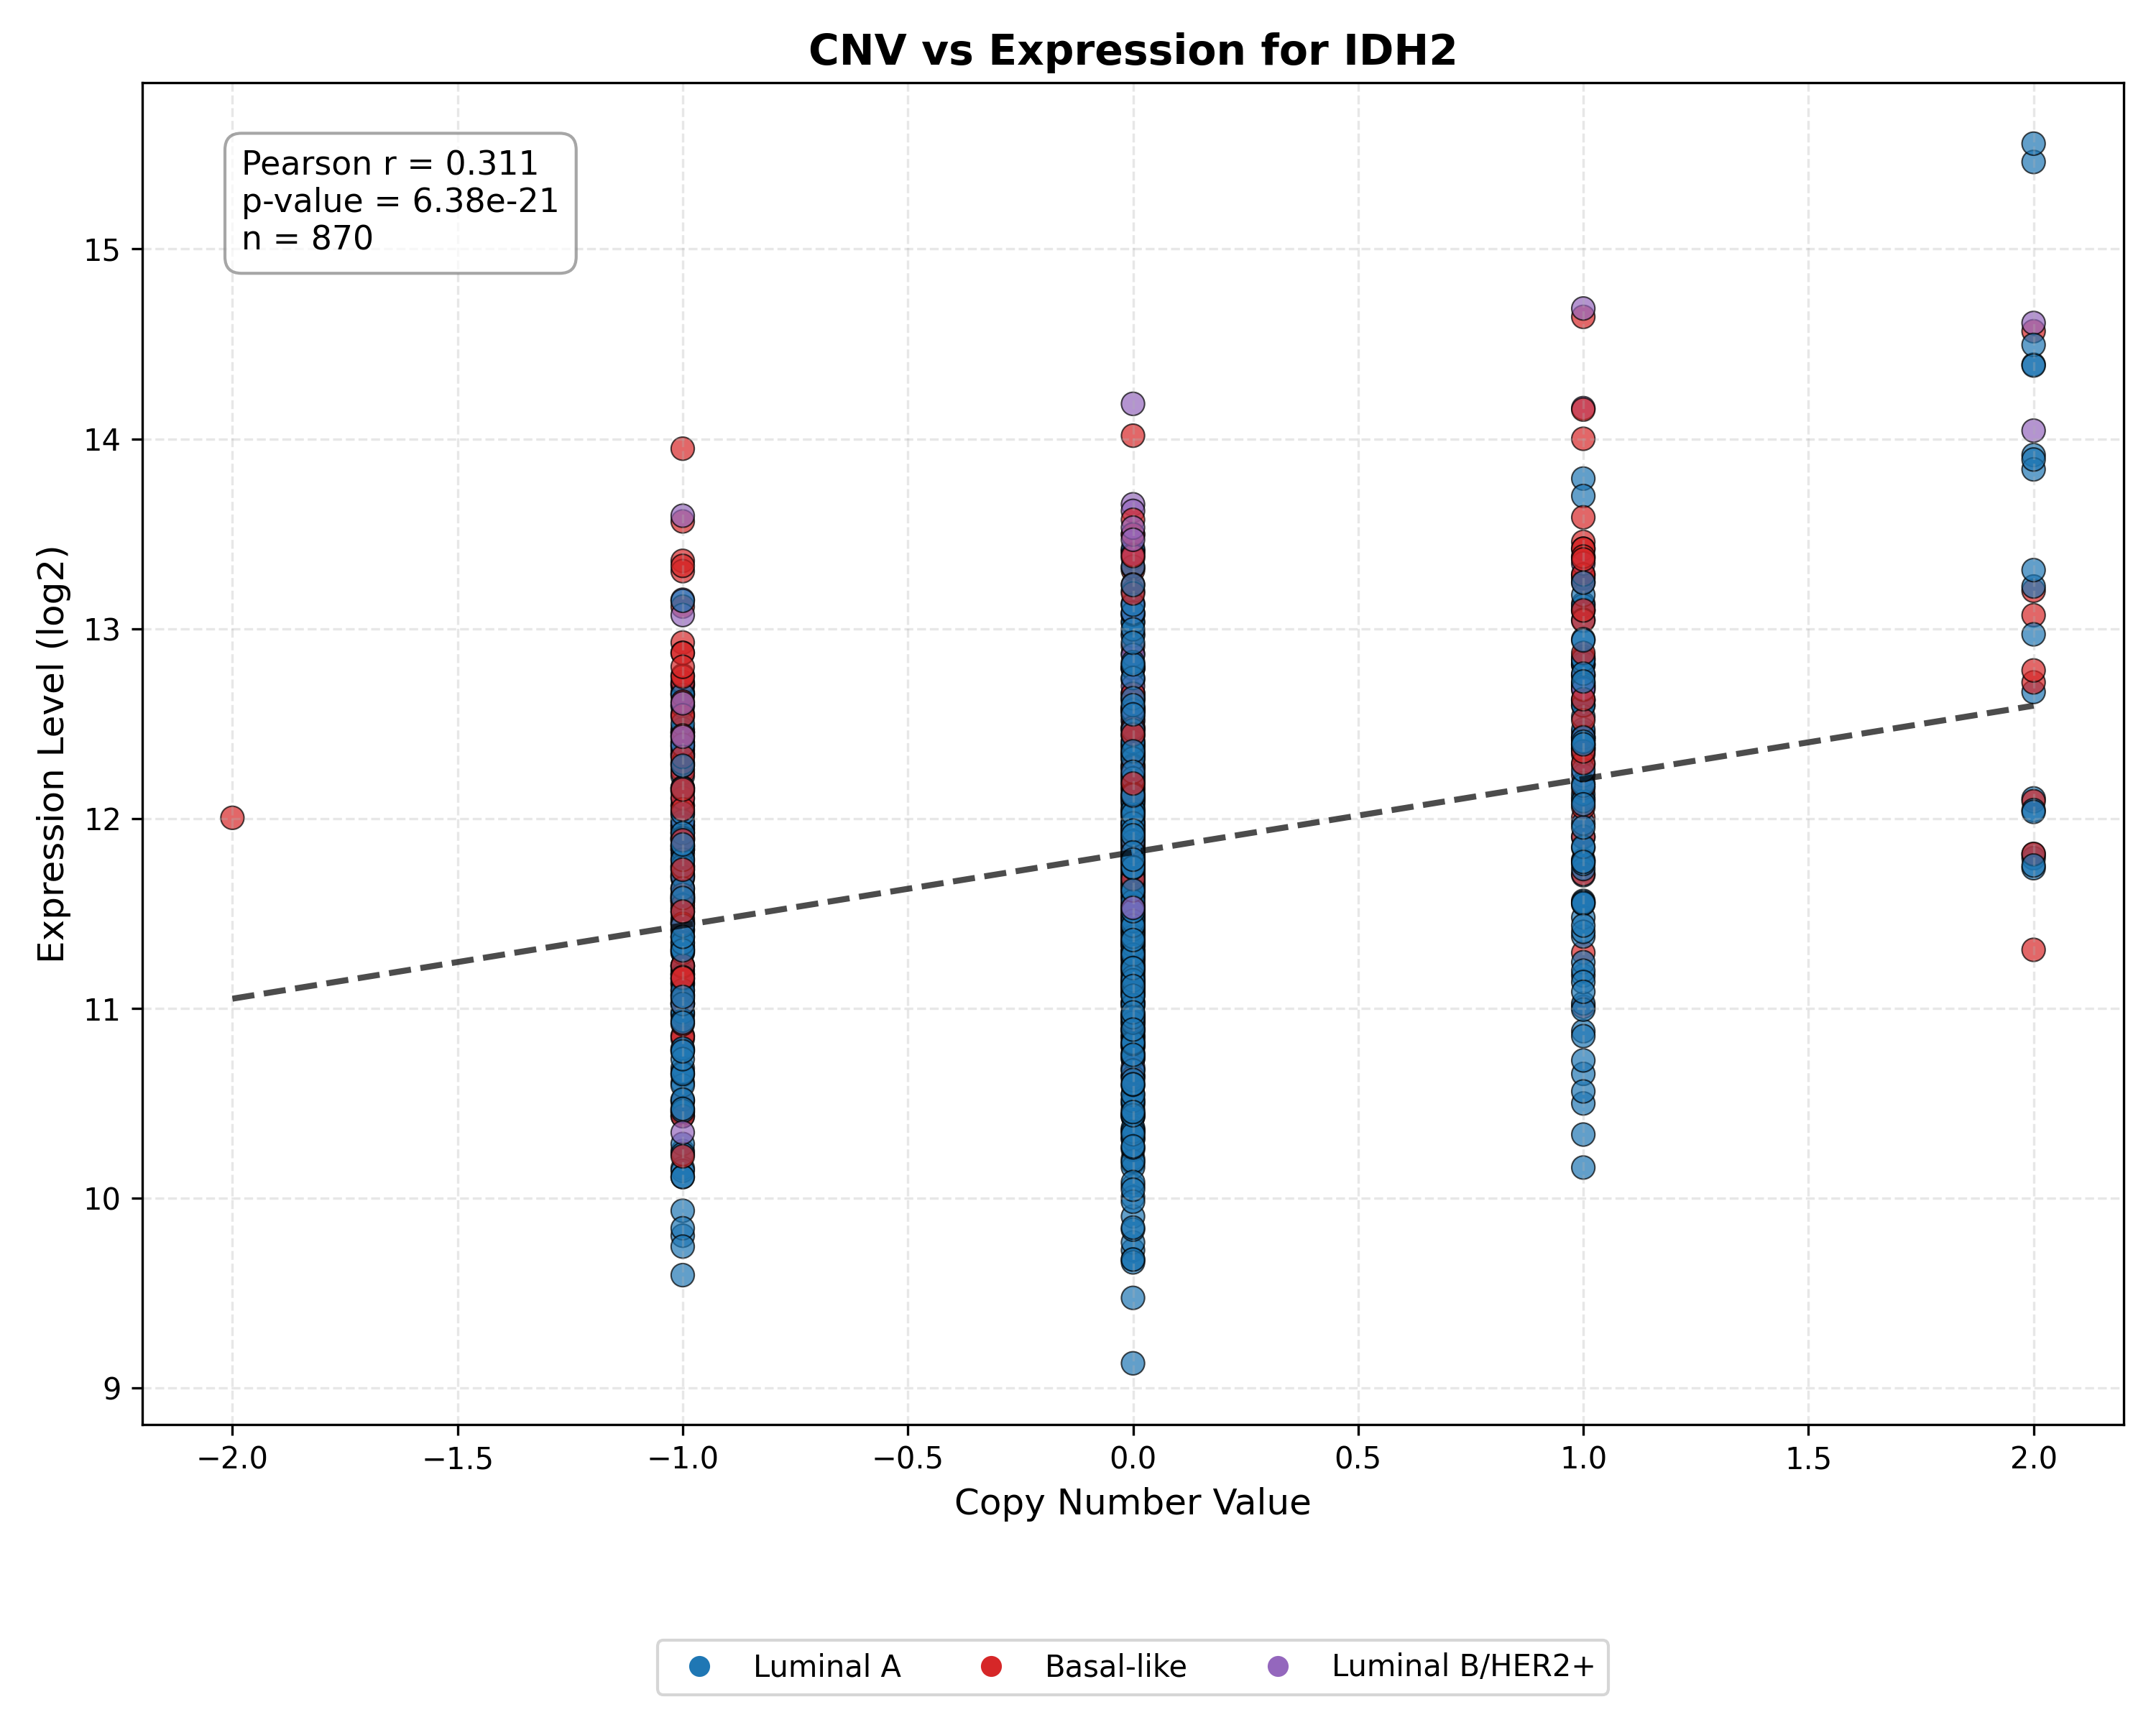 CNV vs Expression for IDH2
Pearson r = 0.311
p-value = 6.38e-21
n = 870
Expression Level (log2)
15
14
13
12
11
10
9
−2.0 −1.5 −1.0 −0.5 0.0 0.5 1.0 1.5 2.0
Copy Number Value
Luminal A Basal-like Luminal B/HER2+